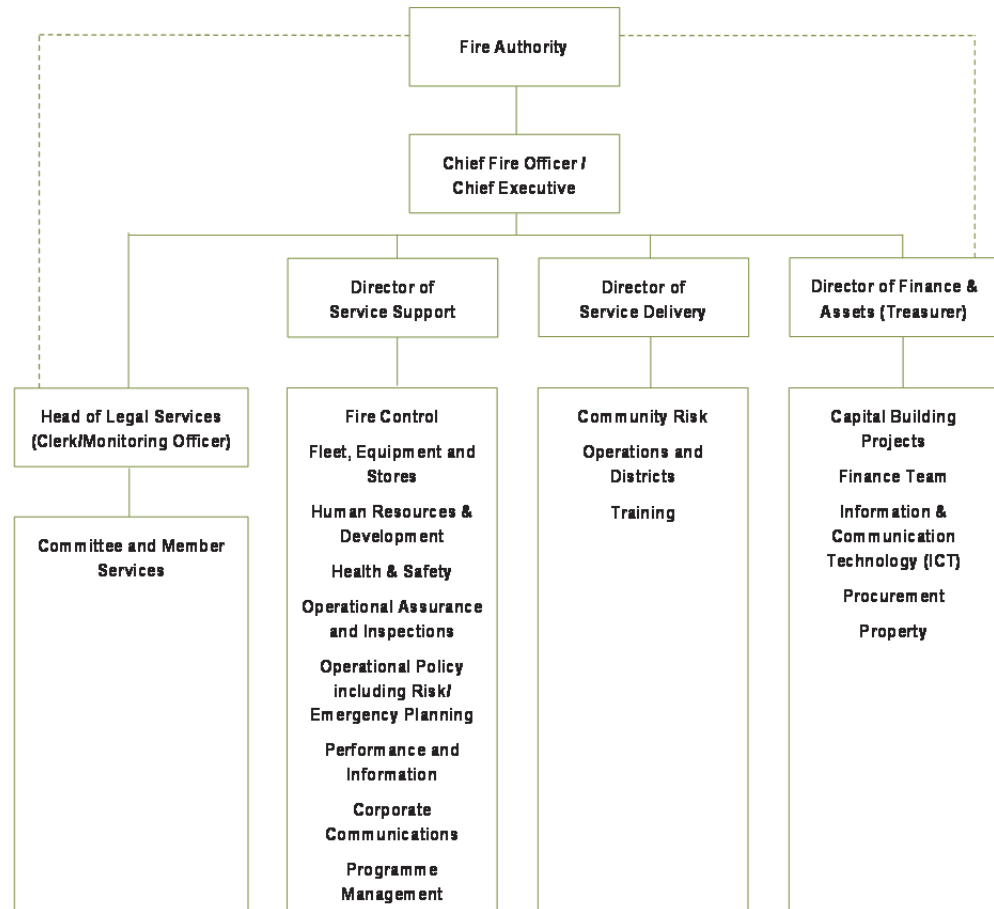 Fire Authority
Chief Fire Officer /
Chief Executive
Director of
Service Support
Director of
Service Delivery
Director of Finance &
Assets (Treasurer)
Head of Legal Services
(Clerk/Monitoring Officer)
Committee and Member
Services
Fire Control
Fleet, Equipment and
Stores
Human Resources &
Development
Health & Safety
Operational Assurance
and Inspections
Operational Policy
including Risk/
Emergency Planning
Performance and
Information
Corporate
Communications
Programme
Management
Community Risk
Operations and
Districts
Training
Capital Building
Projects
Finance Team
Information &
Communication
Technology (ICT)
Procurement
Property